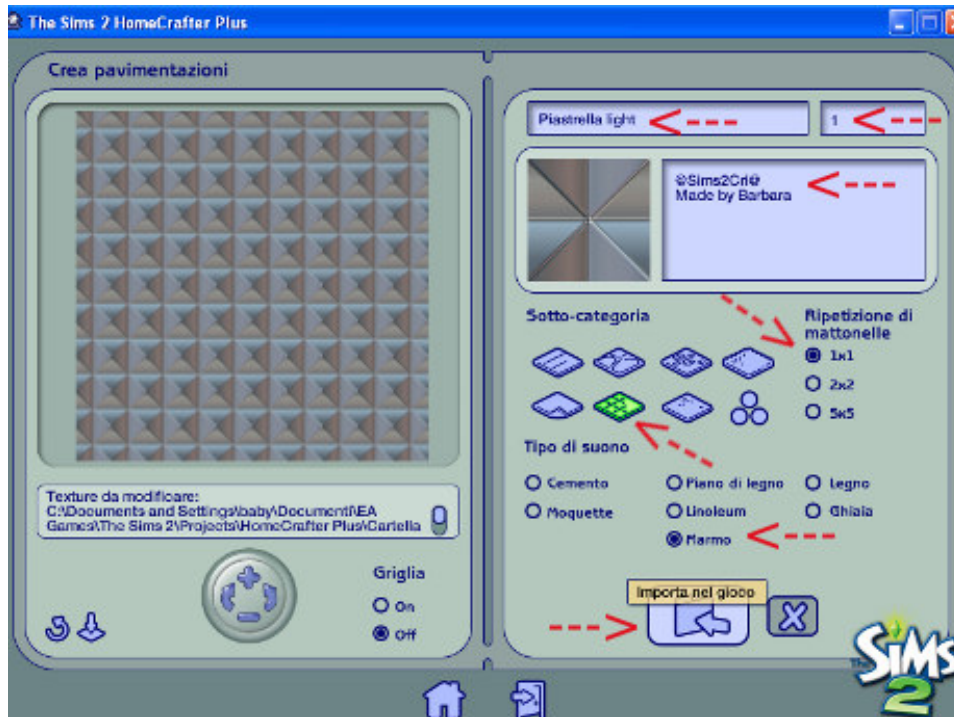 The Sims 2 HomeCrafter Plus
Crea pavimentazioni
Piastrella light
1
©Sims2Cri@
Made by Barbara
Sotto-categoria
Ripetizione di
mattonelle
1x1
2x2
5x5
Tipo di suono
Cemento
Piano di legno
Legno
Moquette
Linoleum
Ghiaia
Marmo
Texture da modificare:
C:\Documents and Settings\baby\Documenti\EA
Games\The Sims 2\Projects\HomeCrafter Plus\Cartella
Griglia
On
Off
Importa nel gioco
The SiMs
2